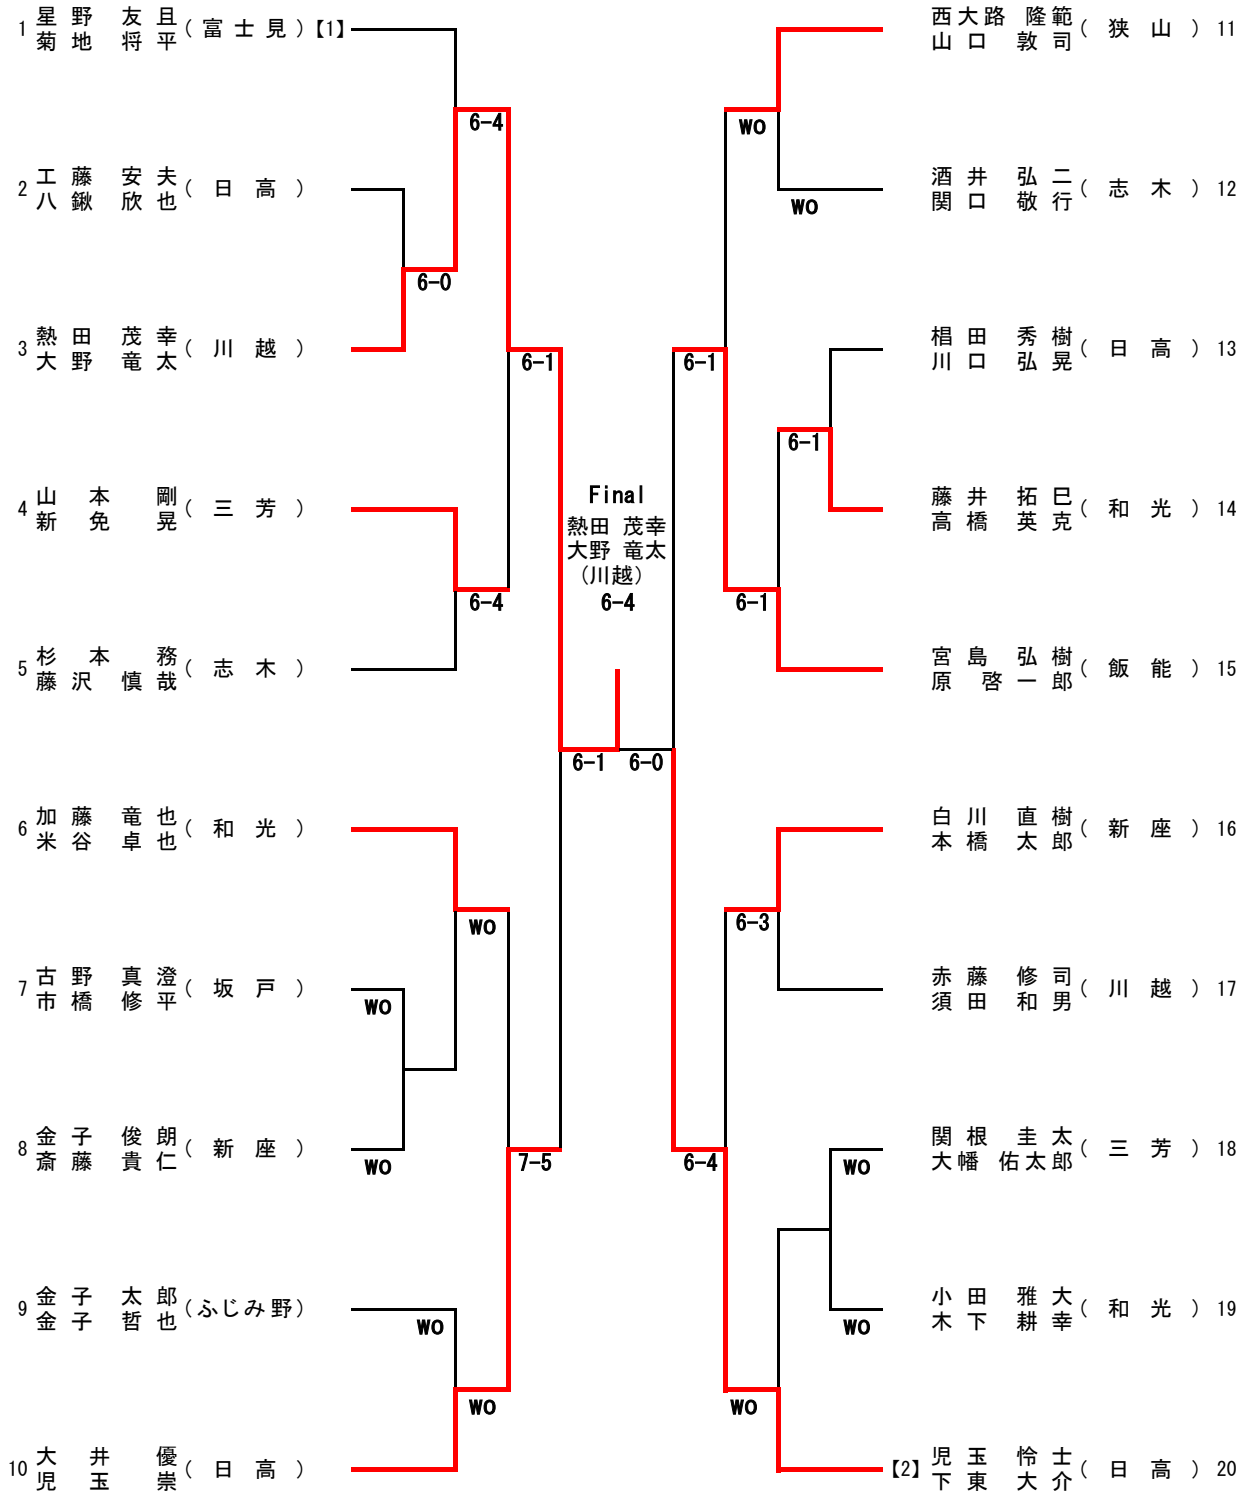 1 星野 友且 (富士見)【1】
菊地 将平
6-4
2 工藤 安夫 (日高)
八鍬 欣也
6-0
3 熱田 茂幸 (川越)
大野 竜太
6-1
4 山本 剛 (三芳)
新免 晃
6-4
5 杉本 務 (志木)
藤沢 慎哉
6 加藤 竜也 (和光)
米谷 卓也
WO
7 古野 真澄 (坂戸)
市橋 修平
WO
8 金子 俊朗 (新座)
斎藤 貴仁
WO
7-5
9 金子 太郎 (ふじみ野)
金子 哲也
WO
WO
10 大井 優 (日高)
児玉 崇
Final
熱田 茂幸
大野 竜太
(川越)
6-4
6-1 6-0
西大路 隆範 (狭山) 11
山口 敦司
WO
酒井 弘二 (志木) 12
関口 敬行
WO
椙田 秀樹 (日高) 13
川口 弘晃
6-1
6-1
藤井 拓巳 (和光) 14
高橋 英克
6-1
宮島 弘樹 (飯能) 15
原 啓一郎
白川 直樹 (新座) 16
本橋 太郎
6-3
赤藤 修司 (川越) 17
須田 和男
関根 圭太 (三芳) 18
大幡 佑太郎
6-4
WO
小田 雅大 (和光) 19
木下 耕幸
WO
WO
【2】児玉 怜士 (日高) 20
下東 大介